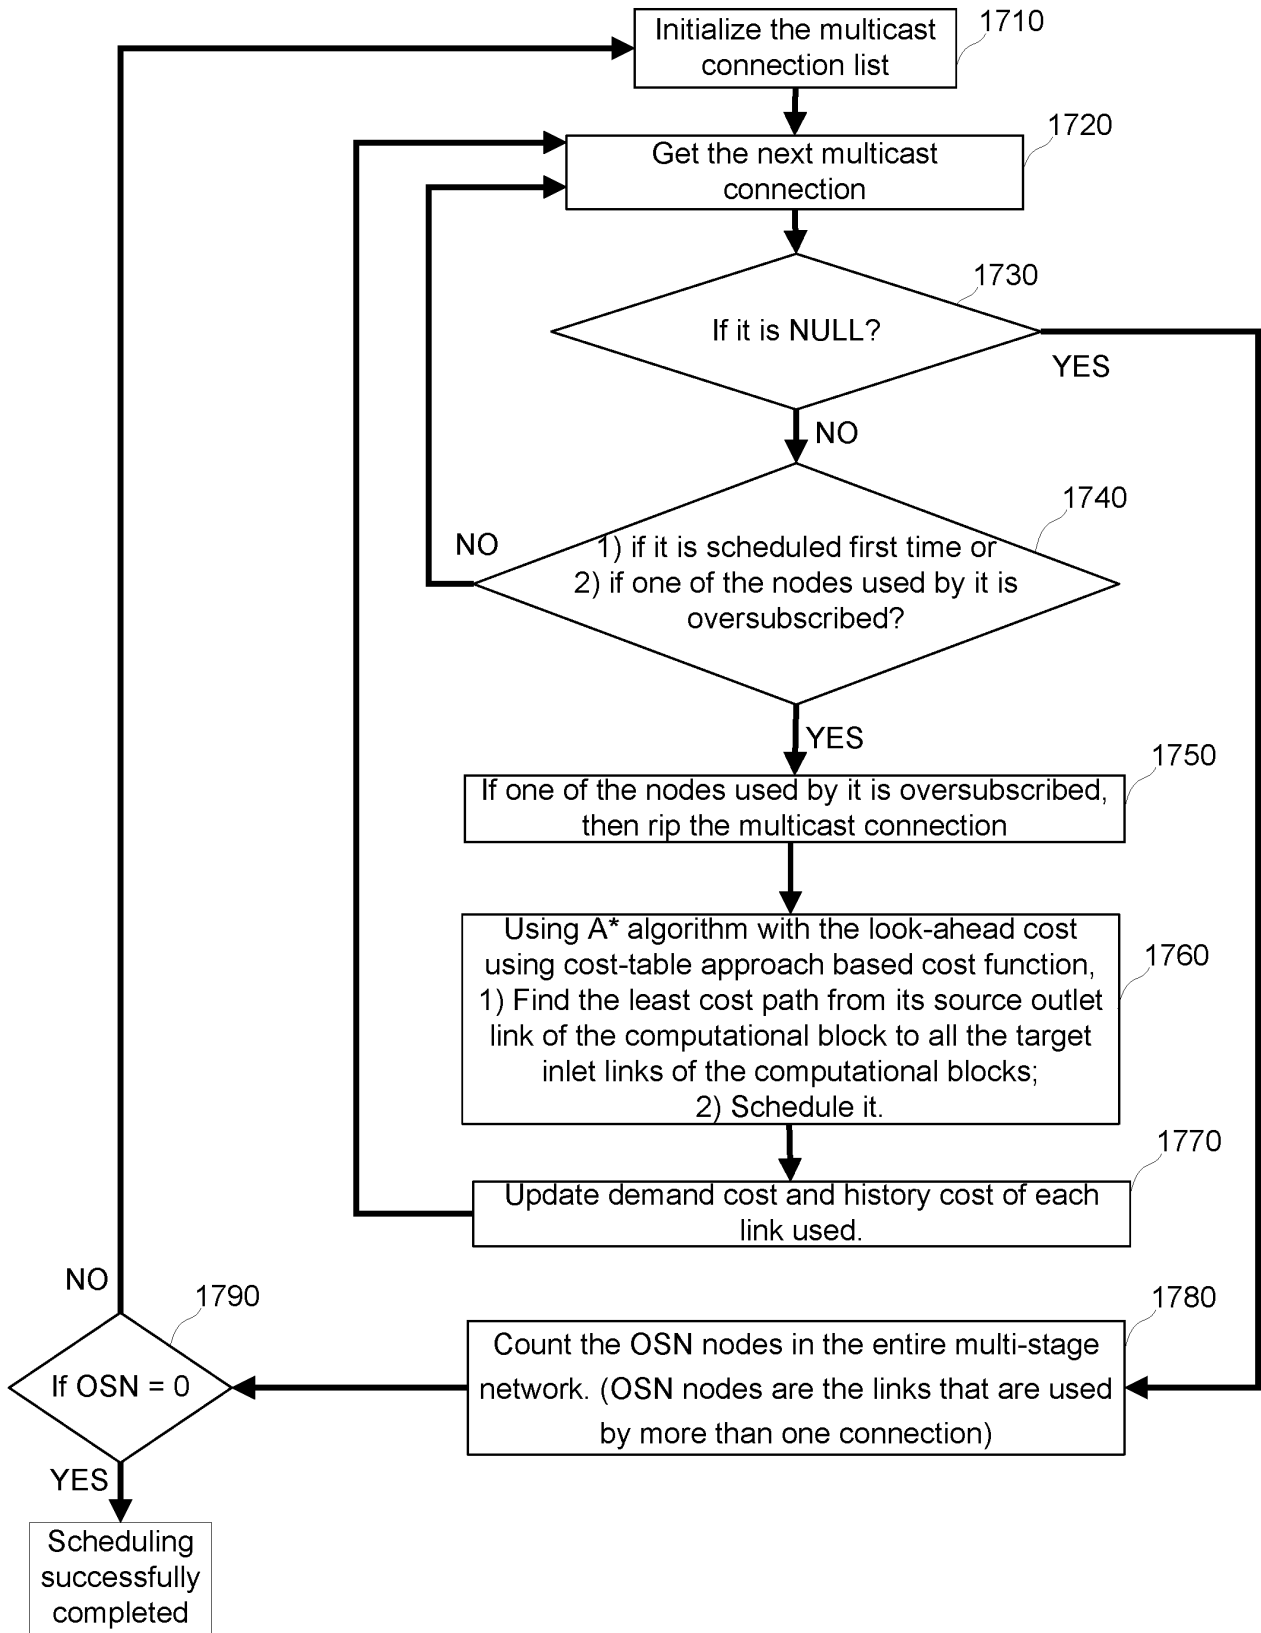 Initialize the multicast
connection list
1710
Get the next multicast
connection
1720
If it is NULL?
1730
YES
NO
1740
NO
1) if it is scheduled first time or
2) if one of the nodes used by it is
oversubscribed?
YES
1750
If one of the nodes used by it is oversubscribed,
then rip the multicast connection
Using A* algorithm with the look-ahead cost
using cost-table approach based cost function,
1) Find the least cost path from its source outlet
link of the computational block to all the target
inlet links of the computational blocks;
2) Schedule it.
1760
1770
Update demand cost and history cost of each
link used.
NO
1790
If OSN = 0
1780
Count the OSN nodes in the entire multi-stage
network. (OSN nodes are the links that are used
by more than one connection)
YES
Scheduling
successfully
completed